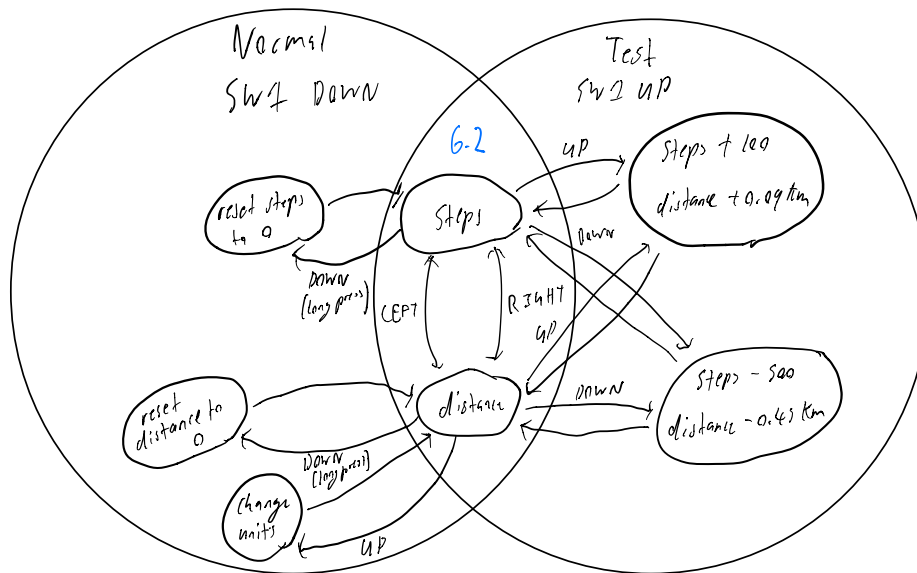 Normal
SW1 DOWN
Test
SW1 UP
6.2
UP
Steps + 100
distance + 0.09 Km
reset steps
to 0
Steps
DOWN
DOWN
(long press)
LEFT
RIGHT
UP
Steps - 500
distance - 0.45 Km
DOWN
distance
reset
distance to
0
DOWN
(long press)
change
units
UP